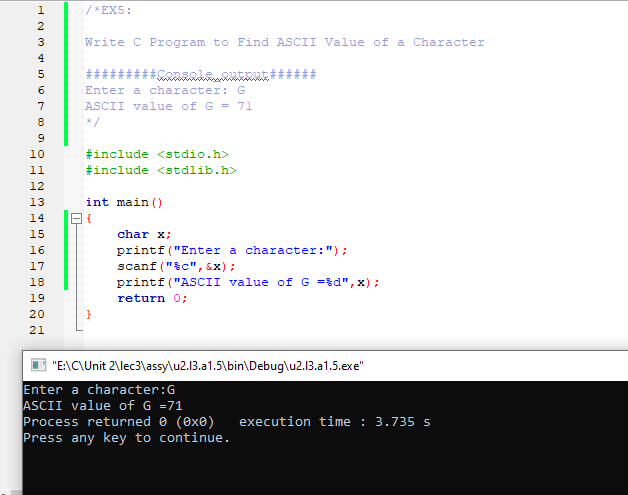 1 /*EX5:
2
3 Write C Program to Find ASCII Value of a Character
4
5 #########Console output######
6 Enter a character: G
7 ASCII value of G = 71
8 */
9
10 #include <stdio.h>
11 #include <stdlib.h>
12
13 int main()
14 {
15 char x;
16 printf("Enter a character:");
17 scanf("%c",&x);
18 printf("ASCII value of G =%d",x);
19 return 0;
20 }
21
"E:\C\Unit 2\lec3\assy\u2.l3.a1.5\bin\Debug\u2.l3.a1.5.exe"
Enter a character:G
ASCII value of G =71
Process returned 0 (0x0)   execution time : 3.735 s
Press any key to continue.